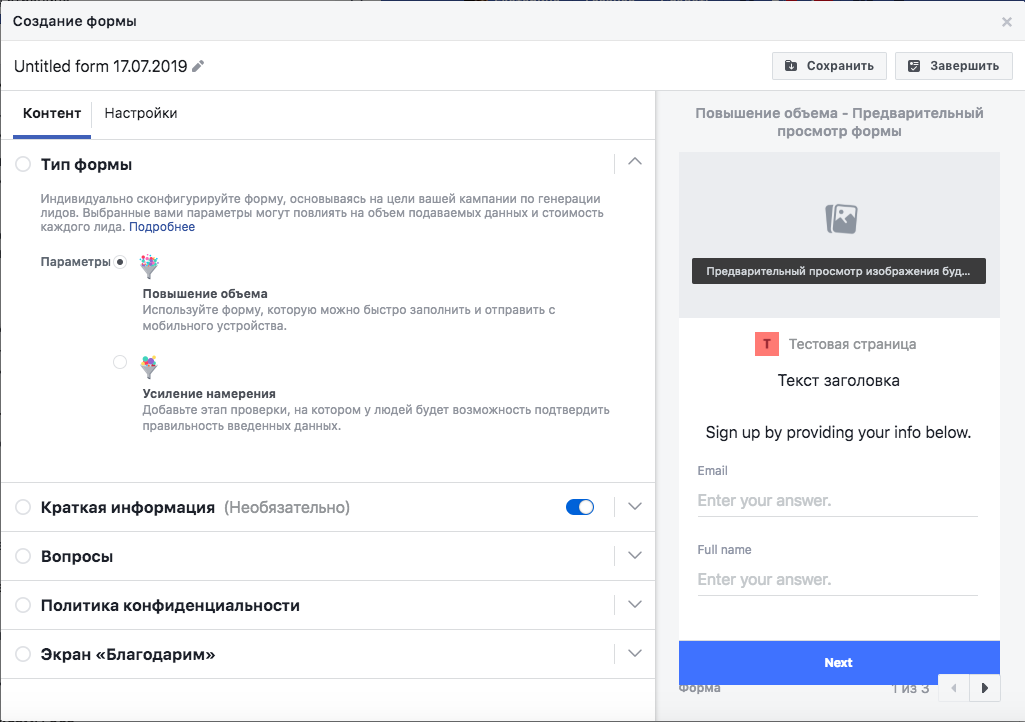 Создание формы
Untitled form 17.07.2019
Сохранить
Завершить
Контент
Настройки
Тип формы
Индивидуально сконфигурируйте форму, основываясь на цели вашей кампании по генерации
лидов. Выбранные вами параметры могут повлиять на объем подаваемых данных и стоимость
каждого лида. Подробнее
Параметры
Повышение объема
Используйте форму, которую можно быстро заполнить и отправить с
мобильного устройства.
Усиление намерения
Добавьте этап проверки, на котором у людей будет возможность подтвердить
правильность введенных данных.
Краткая информация (Необязательно)
Вопросы
Политика конфиденциальности
Экран «Благодарим»
Повышение объема - Предварительный
просмотр формы
Предварительный просмотр изображения буд...
Т Тестовая страница
Текст заголовка
Sign up by providing your info below.
Email
Enter your answer.
Full name
Enter your answer.
Next
Форма
1 из 3